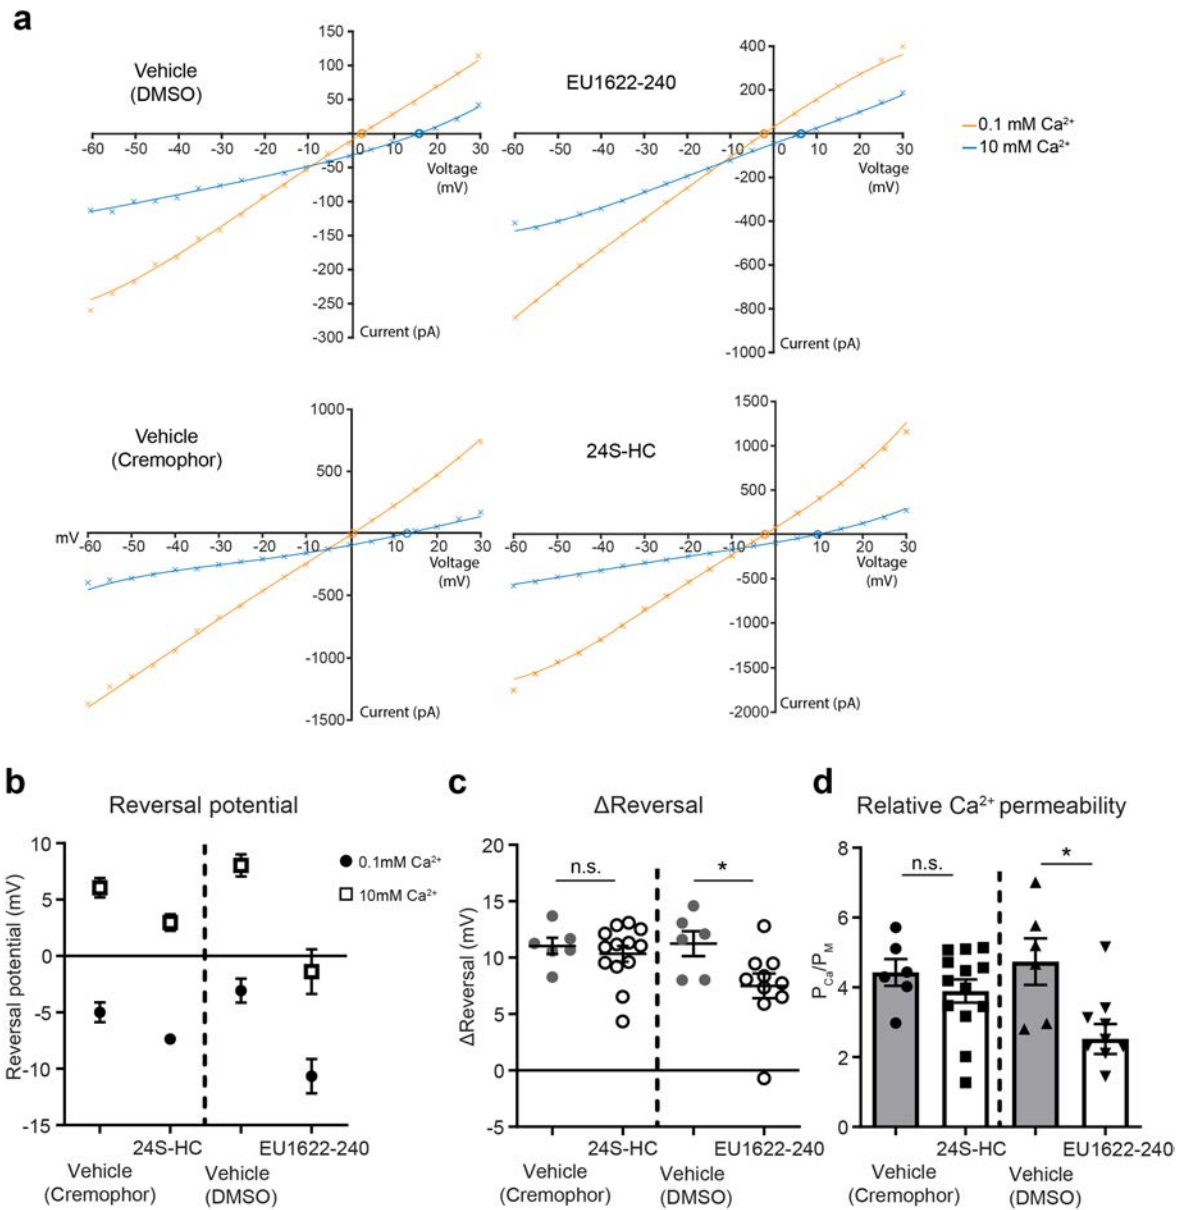 a
Vehicle
(DMSO)
150
100
50
-50
-100
-150
-200
-250
-300
-60 -50 -40 -30 -20 -10 0 10 20 30
Voltage
(mV)
Current (pA)
EU1622-240
400
200
-200
-400
-600
-800
-1000
-60 -50 -40 -30 -20 -10 0 10 20 30
Voltage
(mV)
Current (pA)
0.1 mM Ca²⁺
10 mM Ca²⁺
Vehicle
(Cremophor)
1000
500
-500
-1000
-1500
mV
-60 -50 -40 -30 -20 -10 0 10 20 30
Voltage
(mV)
Current (pA)
24S-HC
1500
1000
500
-500
-1000
-1500
-2000
-60 -50 -40 -30 -20 -10 0 10 20 30
Voltage
(mV)
Current (pA)
b
Reversal potential
Reversal potential (mV)
10
5
0
-5
-10
-15
0.1mM Ca²⁺
10mM Ca²⁺
Vehicle
(Cremophor)
24S-HC
Vehicle
(DMSO)
EU1622-240
c
ΔReversal
ΔReversal (mV)
20
15
10
5
0
-5
n.s.
*
Vehicle
(Cremophor)
24S-HC
Vehicle
(DMSO)
EU1622-240
d
Relative Ca²⁺ permeability
P_Ca/P_M
8
6
4
2
0
n.s.
*
Vehicle
(Cremophor)
24S-HC
Vehicle
(DMSO)
EU1622-240